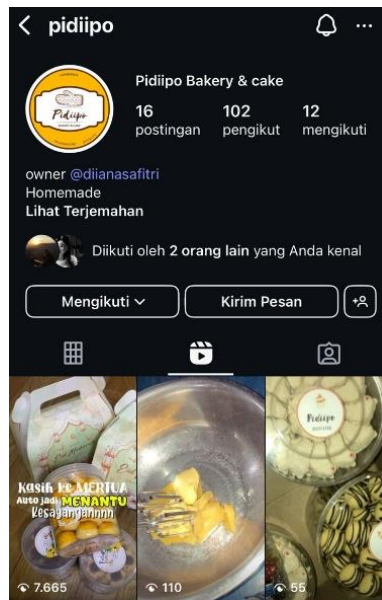 pidiipo
Pidiipo
Pidiipo Bakery & cake
16 102 12
postingan pengikut mengikuti
owner @diianasafitri
Homemade
Lihat Terjemahan
Diikuti oleh 2 orang lain yang Anda kenal
Mengikuti Kirim Pesan
Kasih ke MERTUA
Auto jadi MENANTU
Kesayangannnn
Pidiipo
7.665 110 55